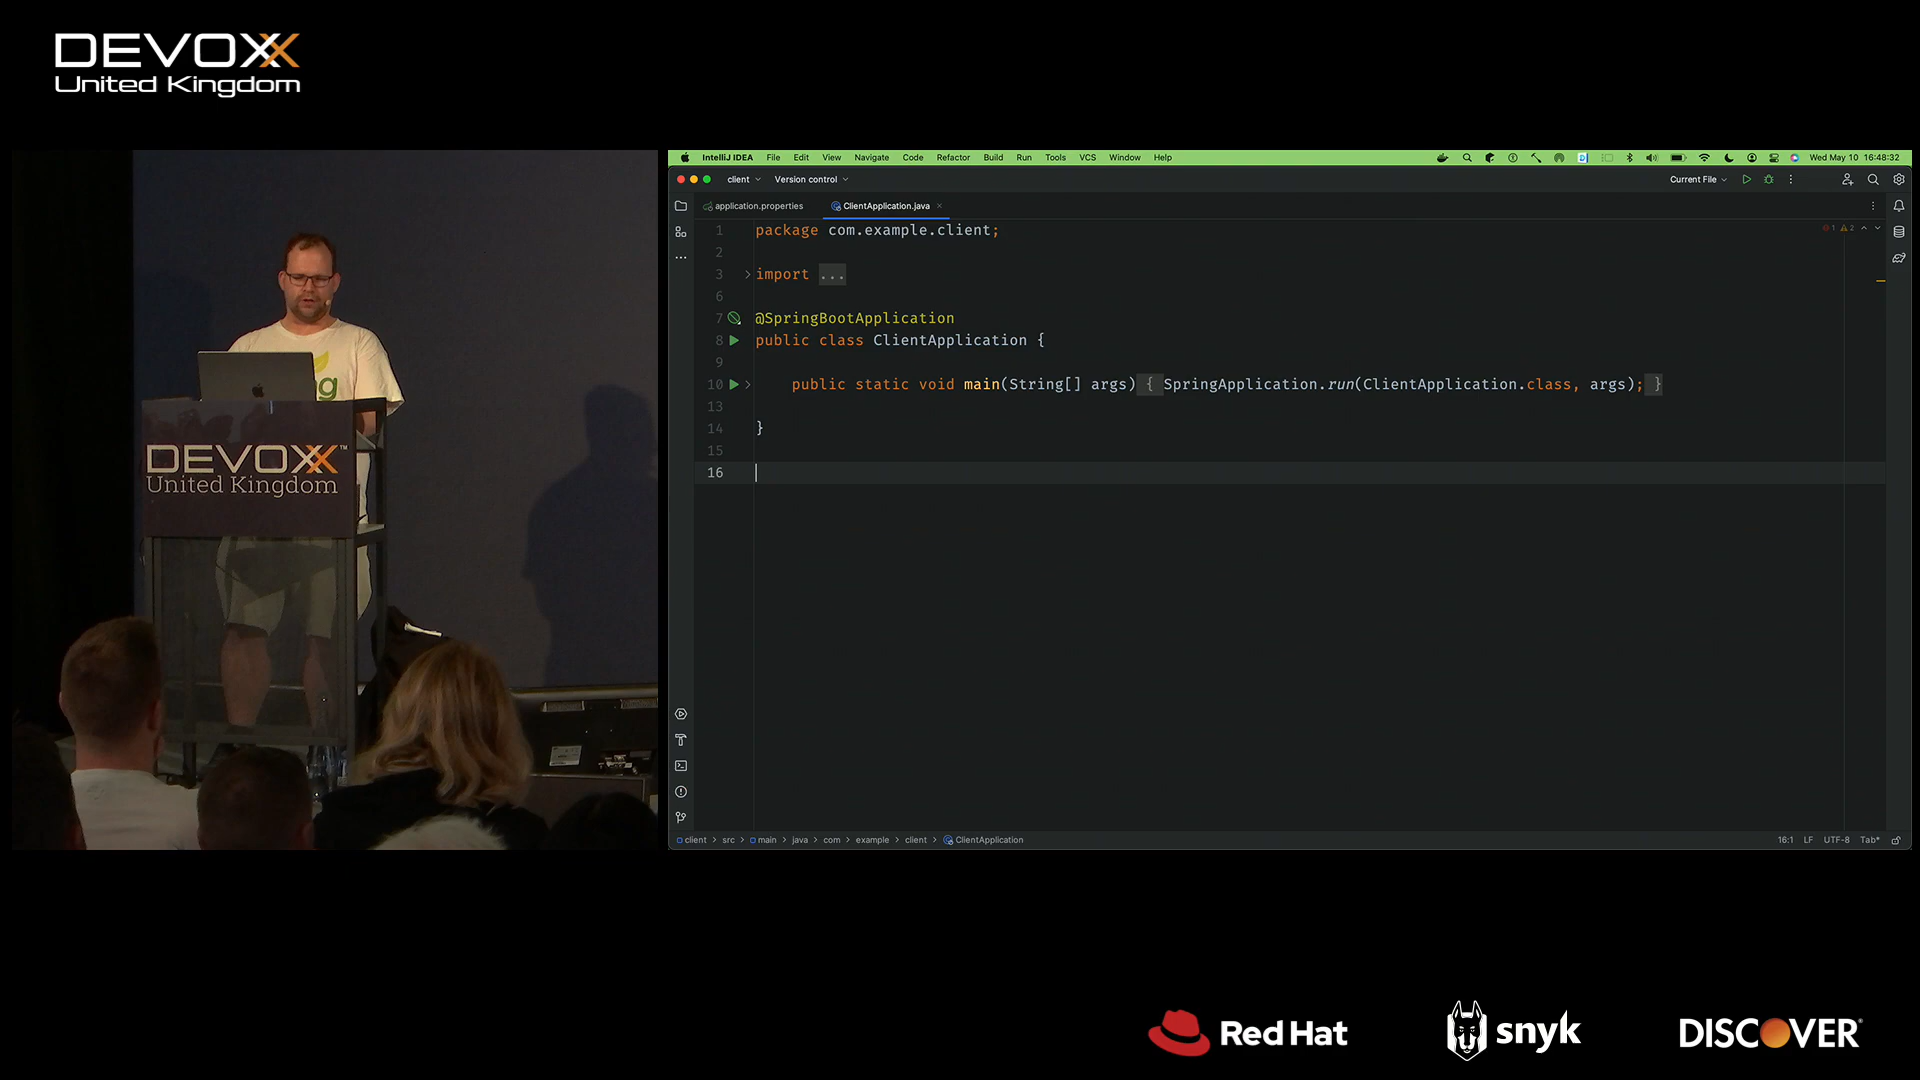 DEVOXX
United Kingdom
IntelliJ IDEA File Edit View Navigate Code Refactor Build Run Tools VCS Window Help Wed May 10 16:48:32
client Version control Current File
application.properties ClientApplication.java
1 package com.example.client;
2
3 import ...
6
7 @SpringBootApplication
8 public class ClientApplication {
9
10 public static void main(String[] args) { SpringApplication.run(ClientApplication.class, args); }
13
14 }
15
16
1 2
client > src > main > java > com > example > client > ClientApplication 16:1 LF UTF-8 Tab*
DEVOXX™
United Kingdom
Red Hat
snyk
DISCOVER